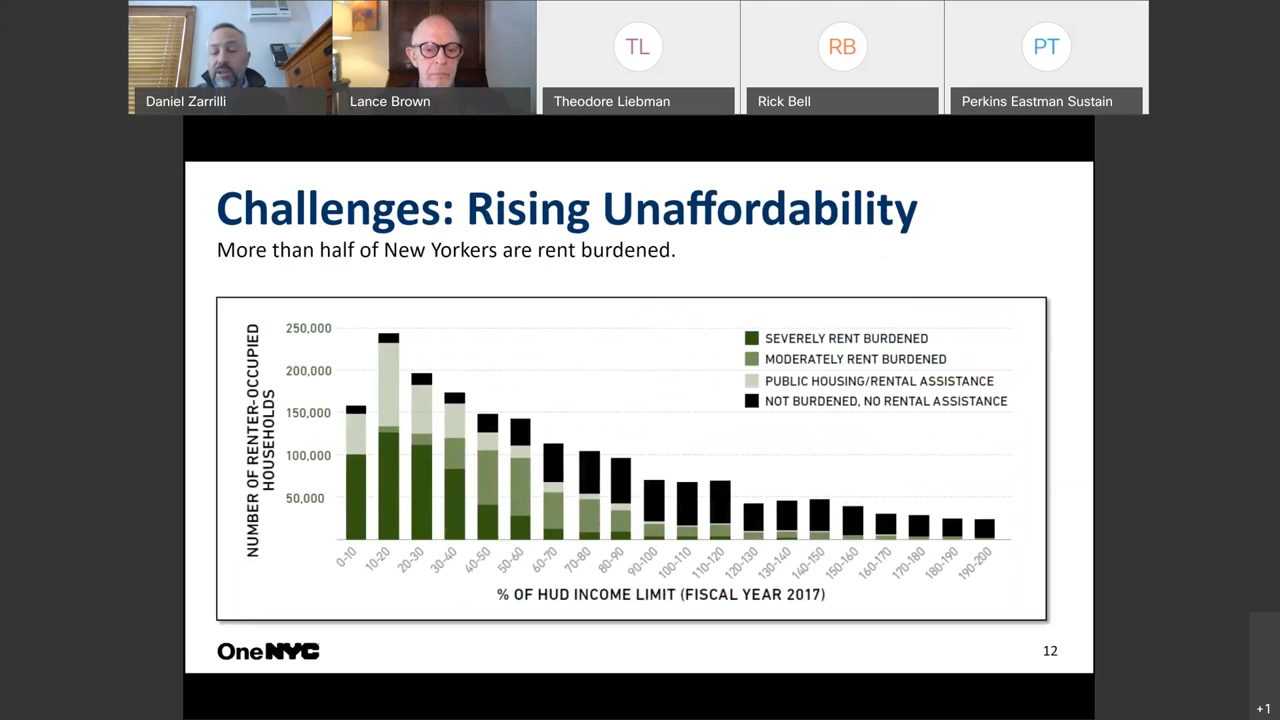 Daniel Zarrilli
Lance Brown
TL
Theodore Liebman
RB
Rick Bell
PT
Perkins Eastman Sustain
Challenges: Rising Unaffordability
More than half of New Yorkers are rent burdened.
NUMBER OF RENTER-OCCUPIED
HOUSEHOLDS
250,000
200,000
150,000
100,000
50,000
SEVERELY RENT BURDENED
MODERATELY RENT BURDENED
PUBLIC HOUSING/RENTAL ASSISTANCE
NOT BURDENED, NO RENTAL ASSISTANCE
0-10
10-20
20-30
30-40
40-50
50-60
60-70
70-80
80-90
90-100
100-110
110-120
120-130
130-140
140-150
150-160
160-170
170-180
180-190
190-200
% OF HUD INCOME LIMIT (FISCAL YEAR 2017)
OneNYC
12
+1